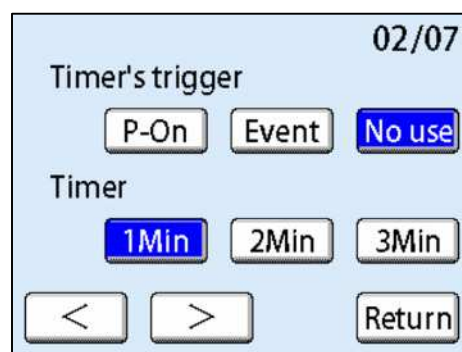 02/07
Timer's trigger
P-On Event No use
Timer
1Min 2Min 3Min
< > Return